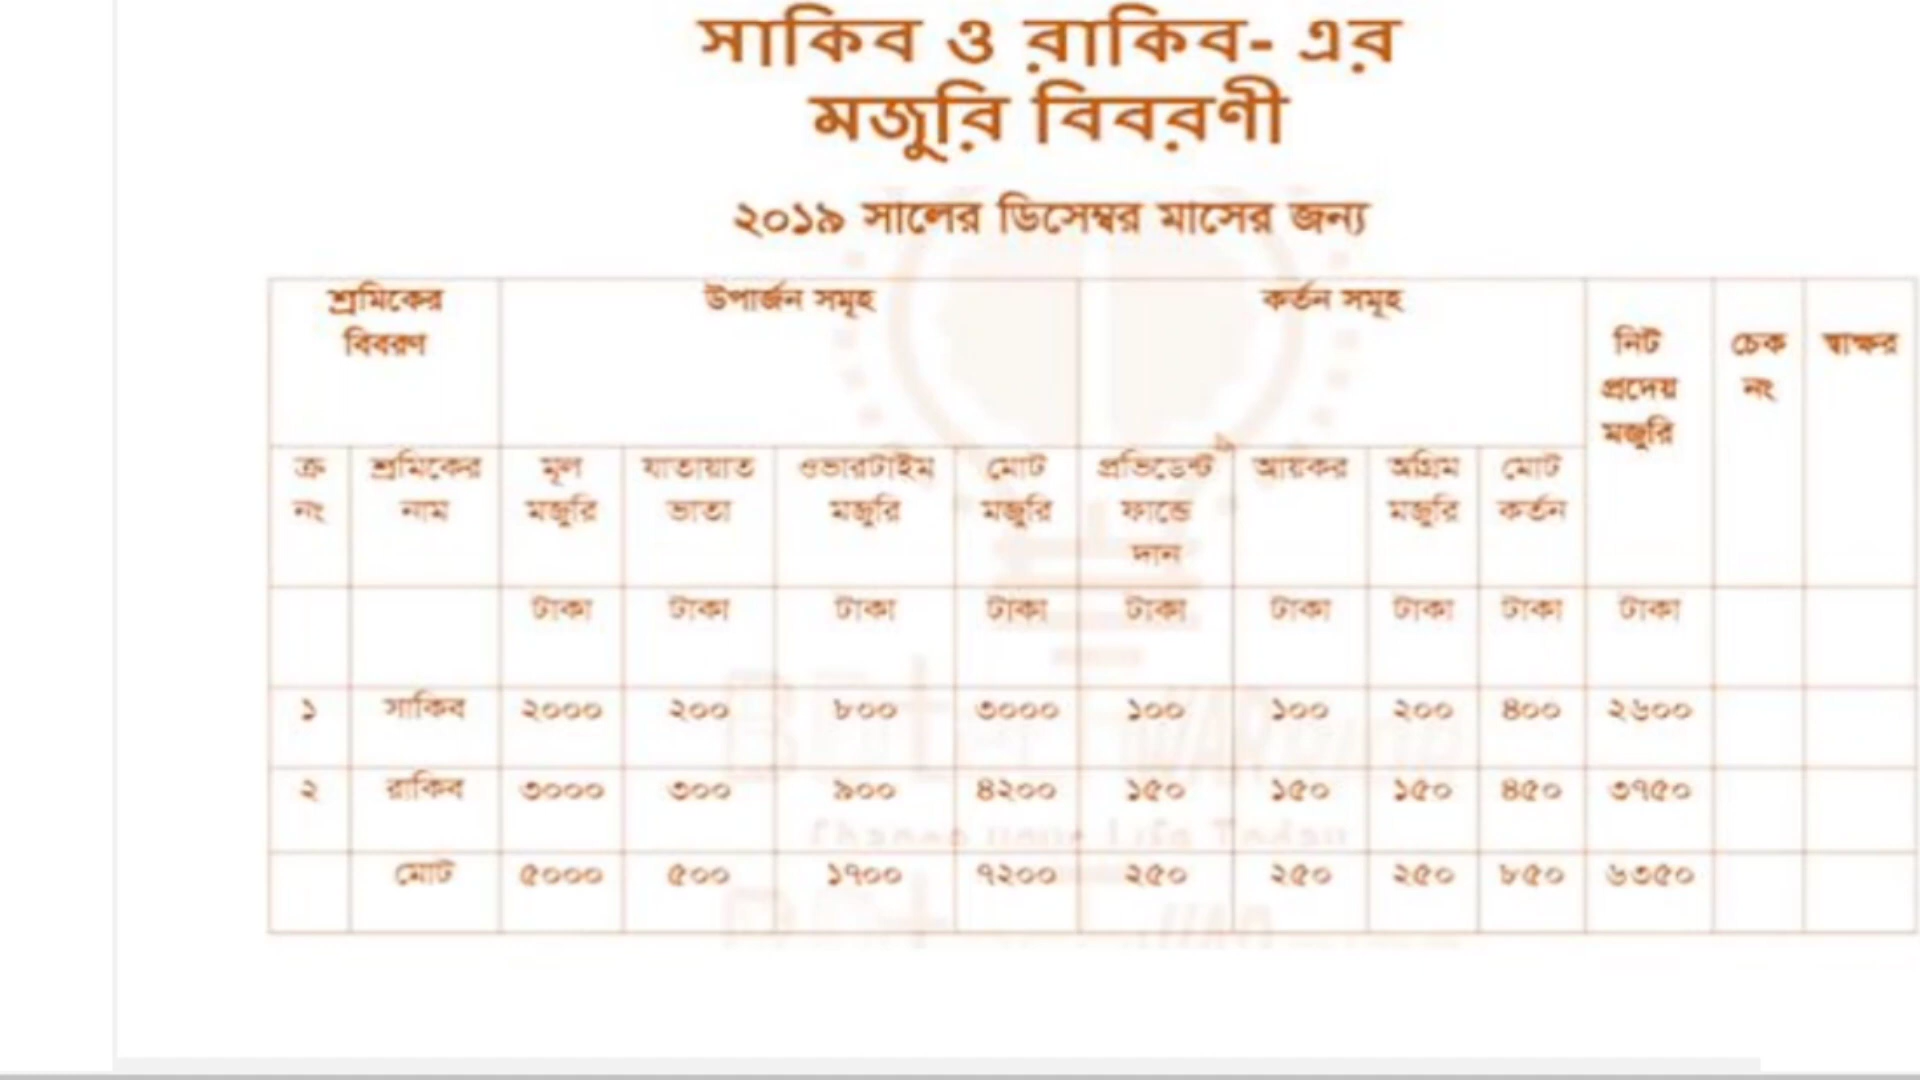 সাকিব ও রাকিব- এর
মজুরি বিবরণী
২০১৯ সালের ডিসেম্বর মাসের জন্য
শ্রমিকের বিবরণ উপার্জন সমূহ কর্তন সমূহ নিট প্রদেয় মজুরি চেক নং স্বাক্ষর
ক্র নং শ্রমিকের নাম মূল মজুরি যাতায়াত ভাতা ওভারটাইম মজুরি মোট মজুরি প্রভিডেন্ট ফান্ডে দান আয়কর অগ্রিম মজুরি মোট কর্তন
টাকা টাকা টাকা টাকা টাকা টাকা টাকা টাকা টাকা
১ সাকিব ২০০০ ২০০ ৮০০ ৩০০০ ১০০ ১০০ ২০০ ৪০০ ২৬০০
২ রাকিব ৩০০০ ৩০০ ৯০০ ৪২০০ ১৫০ ১৫০ ১৫০ ৪৫০ ৩৭৫০
মোট ৫০০০ ৫০০ ১৭০০ ৭২০০ ২৫০ ২৫০ ২৫০ ৮৫০ ৬৩৫০